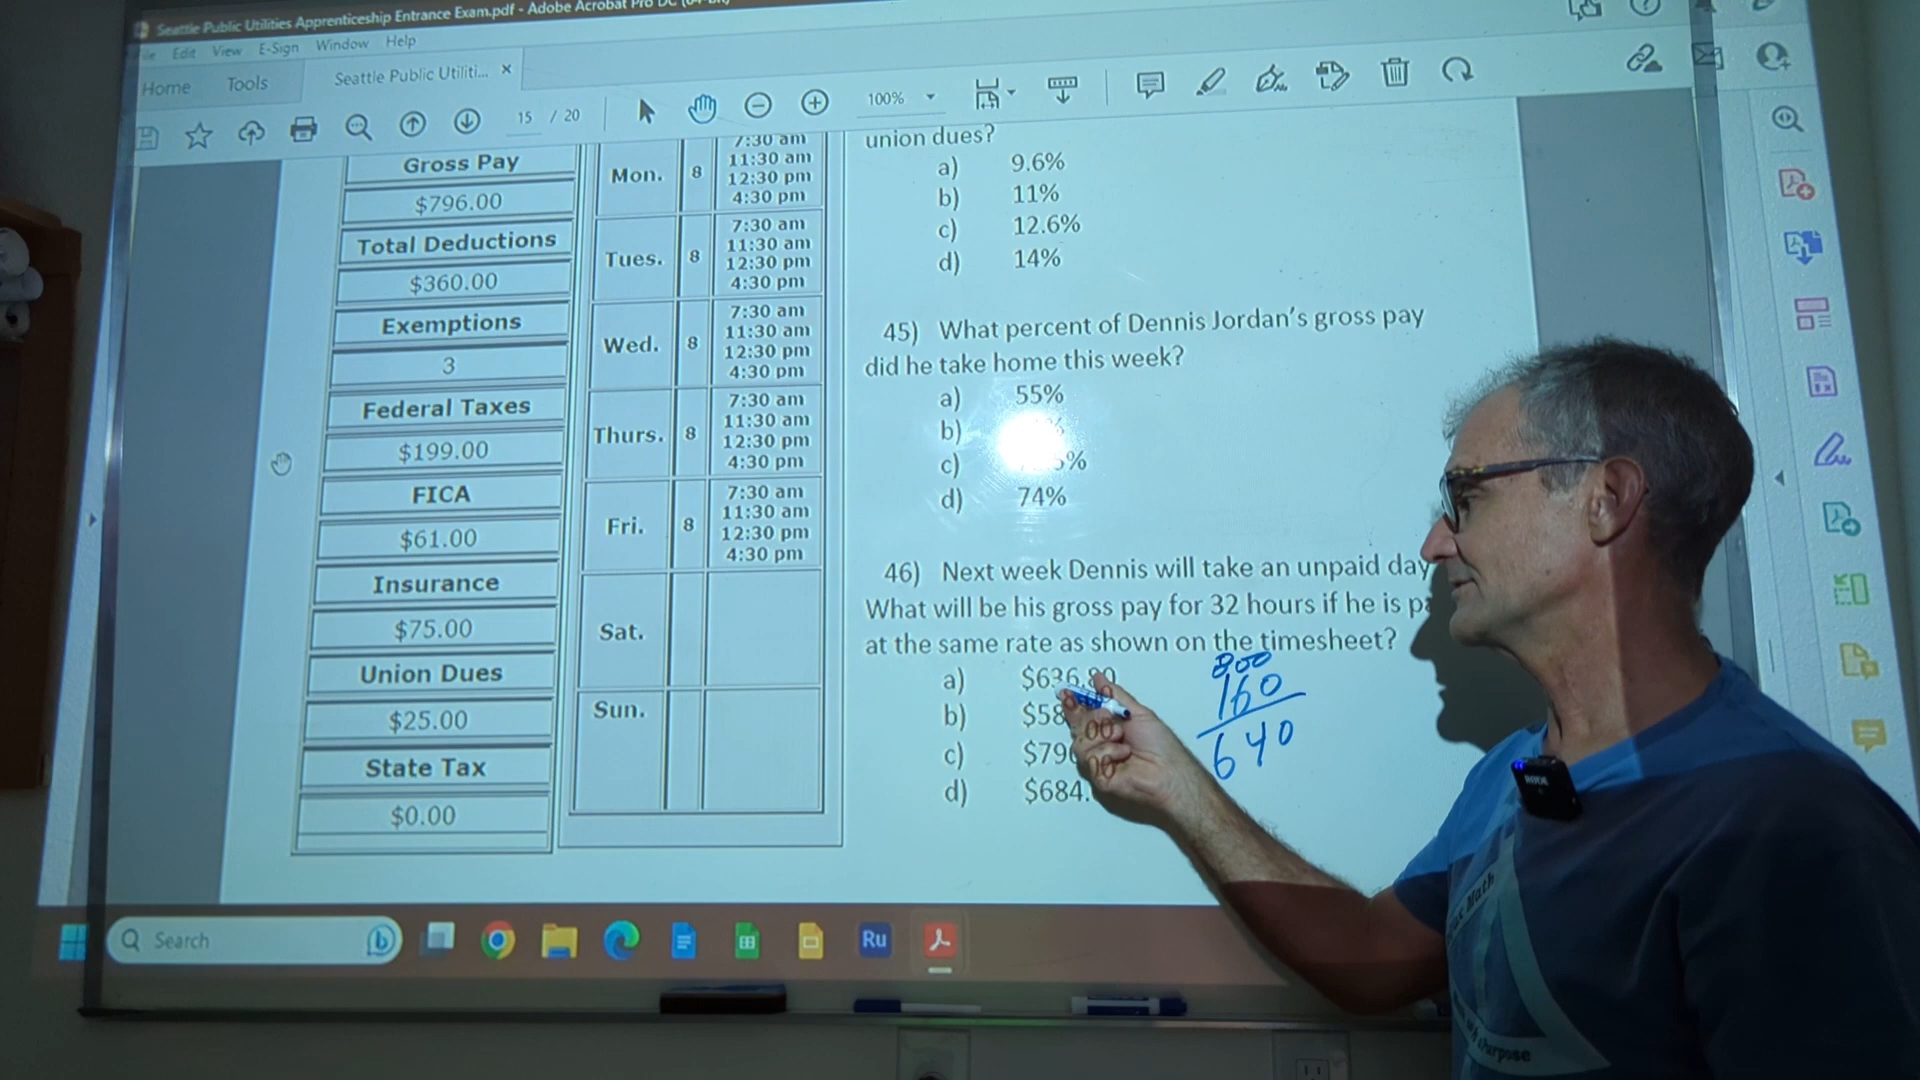 Seattle Public Utilities Apprenticeship Entrance Exam.pdf - Adobe Acrobat Pro DC
Edit View E-Sign Window Help
Home Tools Seattle Public Utiliti... ×
15 / 20 100%
Gross Pay
$796.00
Total Deductions
$360.00
Exemptions
3
Federal Taxes
$199.00
FICA
$61.00
Insurance
$75.00
Union Dues
$25.00
State Tax
$0.00
7:30 am
Mon. 8 11:30 am
12:30 pm
4:30 pm
7:30 am
Tues. 8 11:30 am
12:30 pm
4:30 pm
7:30 am
Wed. 8 11:30 am
12:30 pm
4:30 pm
7:30 am
Thurs. 8 11:30 am
12:30 pm
4:30 pm
7:30 am
Fri. 8 11:30 am
12:30 pm
4:30 pm
Sat.
Sun.
union dues?
a) 9.6%
b) 11%
c) 12.6%
d) 14%
45) What percent of Dennis Jordan's gross pay
did he take home this week?
a) 55%
b)
c) %
d) 74%
46) Next week Dennis will take an unpaid day
What will be his gross pay for 32 hours if he is
at the same rate as shown on the timesheet?
a) $636.80
b) $58
c) $79
d) $684.
800
160
640
Search
Ru
RODE
Math